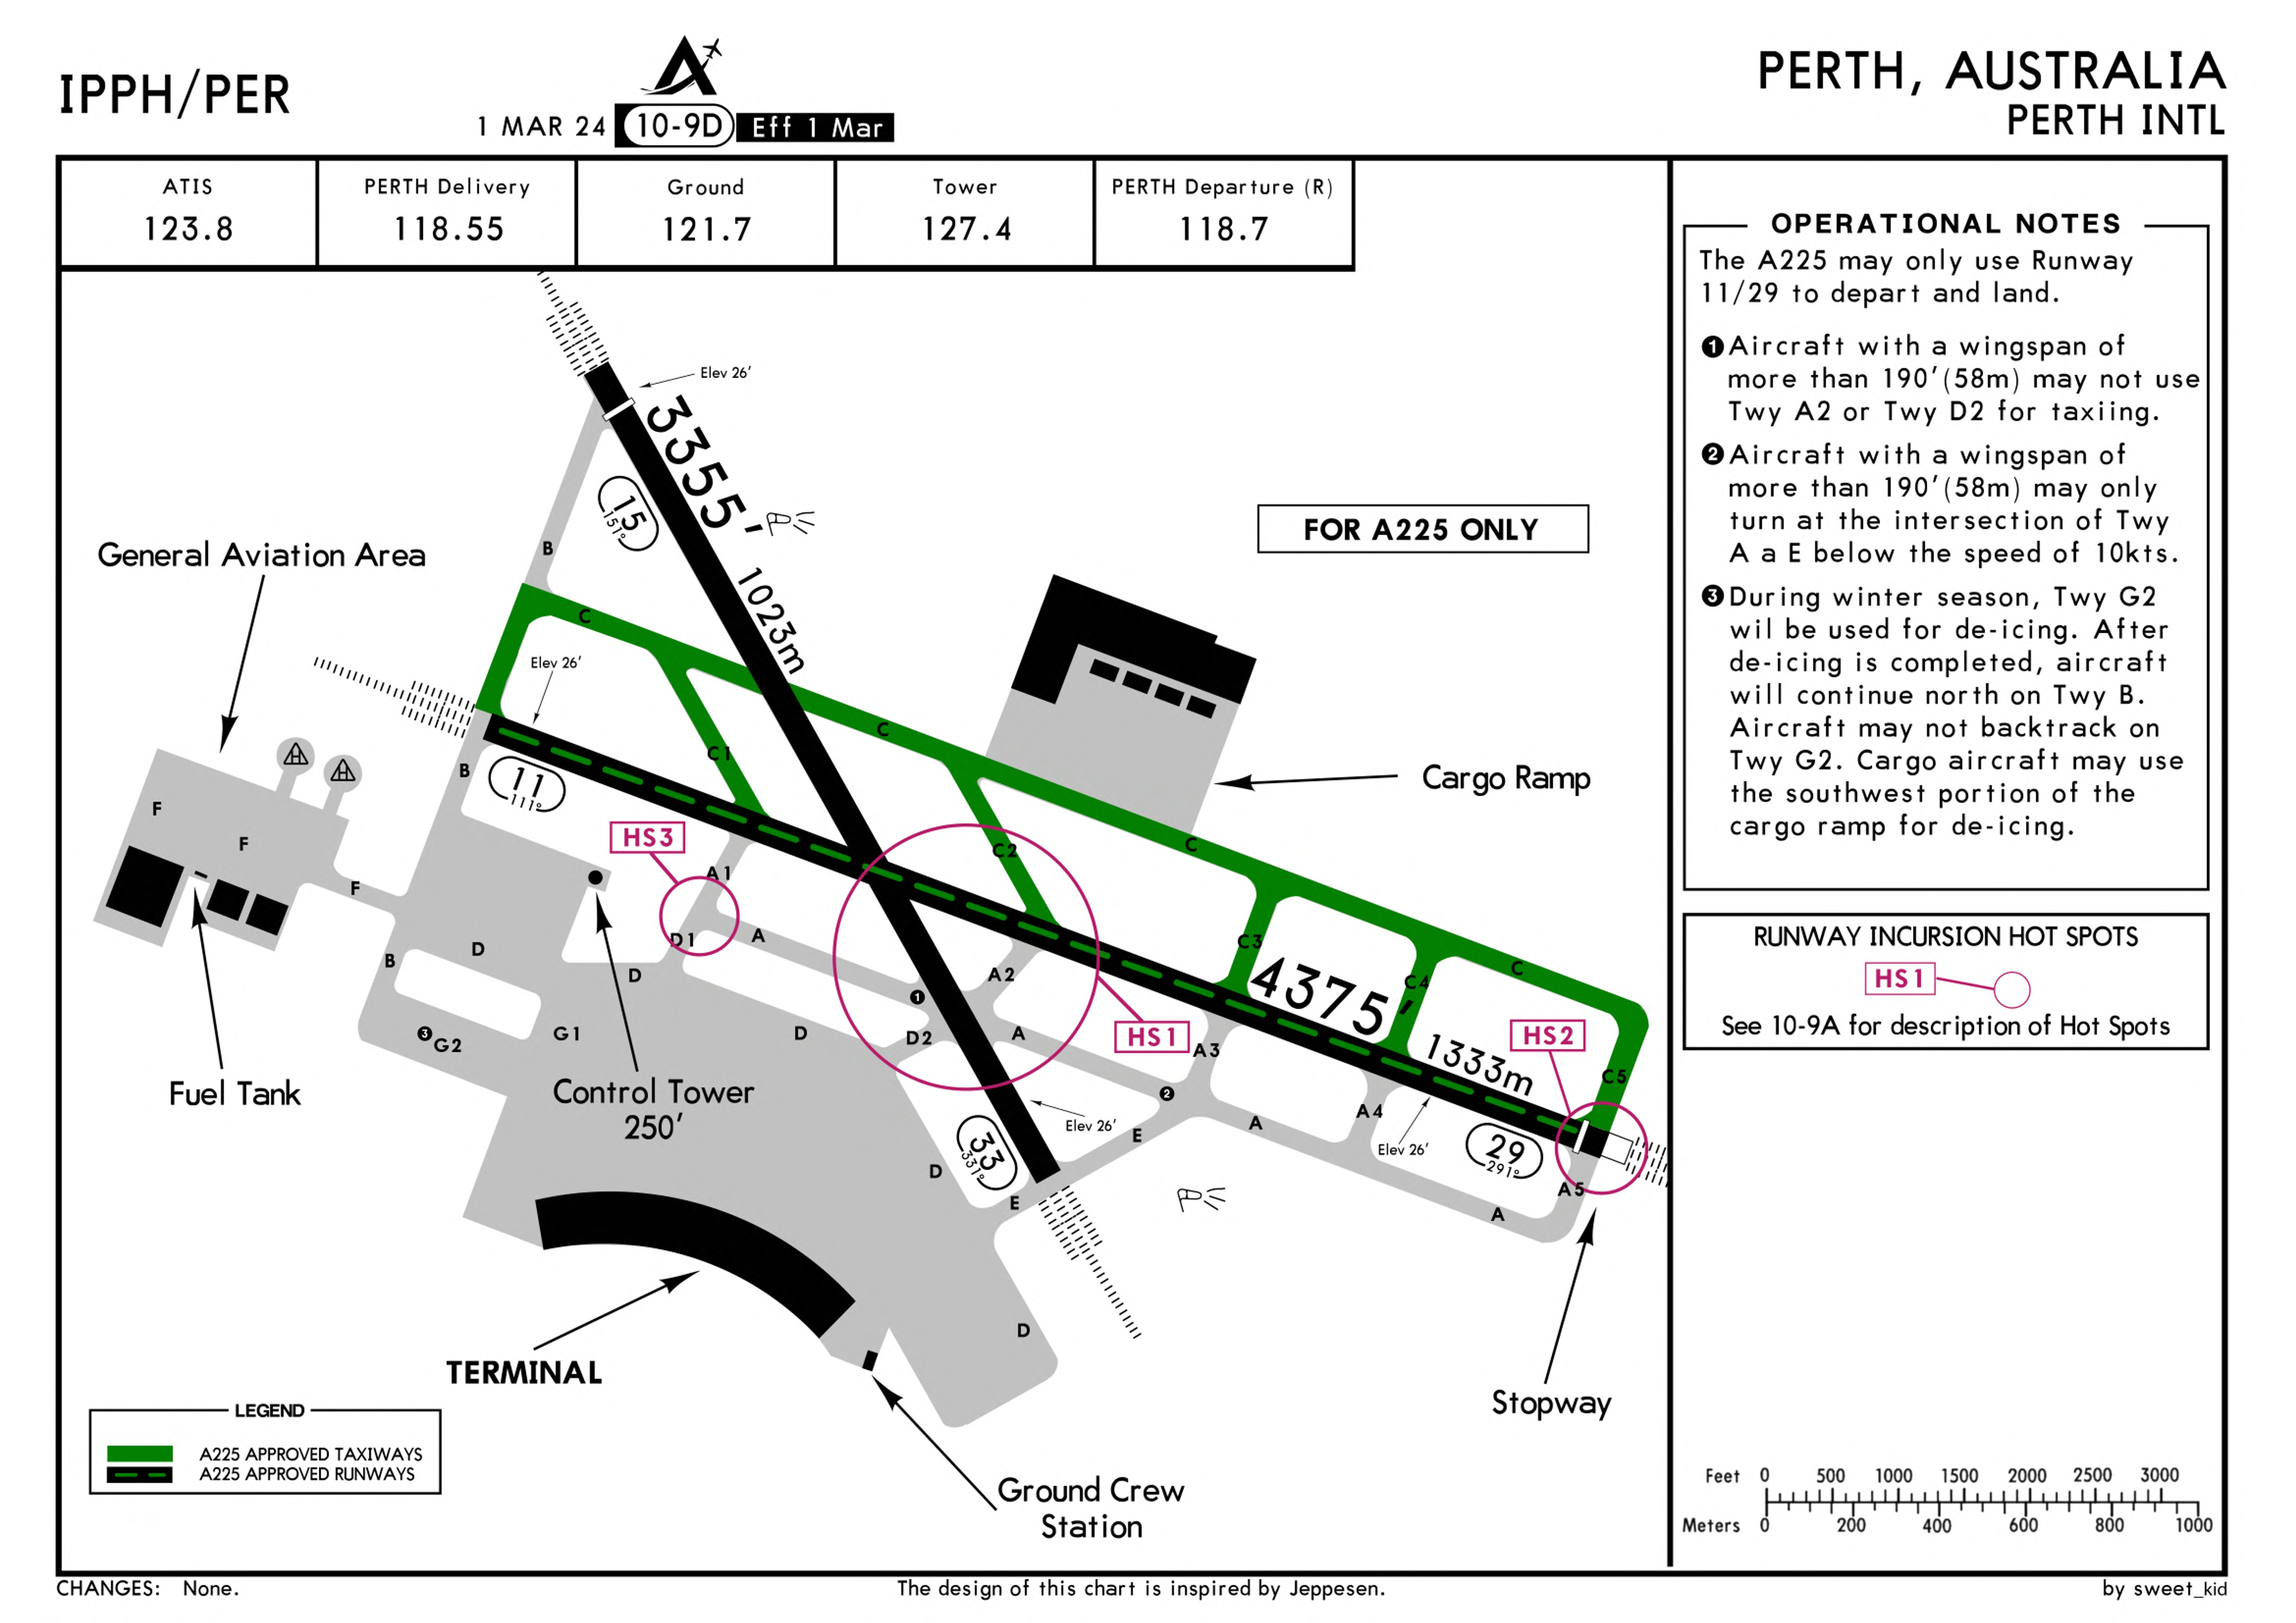 IPPH/PER
1 MAR 24
10-9D
Eff 1 Mar
PERTH, AUSTRALIA
PERTH INTL
ATIS
123.8
PERTH Delivery
118.55
Ground
121.7
Tower
127.4
PERTH Departure (R)
118.7
OPERATIONAL NOTES
The A225 may only use Runway
11/29 to depart and land.
1 Aircraft with a wingspan of
more than 190'(58m) may not use
Twy A2 or Twy D2 for taxiing.
2 Aircraft with a wingspan of
more than 190'(58m) may only
turn at the intersection of Twy
A a E below the speed of 10kts.
3 During winter season, Twy G2
wil be used for de-icing. After
de-icing is completed, aircraft
will continue north on Twy B.
Aircraft may not backtrack on
Twy G2. Cargo aircraft may use
the southwest portion of the
cargo ramp for de-icing.
RUNWAY INCURSION HOT SPOTS
HS1
See 10-9A for description of Hot Spots
Elev 26'
3355'
1023m
15
151°
B
General Aviation Area
FOR A225 ONLY
C
Elev 26'
C1
C
B
11
111°
Cargo Ramp
F
F
F
HS3
A1
C2
C
D1
A
D
B
D
A2
C3
4375'
C4
C
1333m
1
D2
D
A
HS1
A3
HS2
3
G2
G1
2
C5
Fuel Tank
Control Tower
250'
Elev 26'
E
A
A4
Elev 26'
29
291°
33
331°
D
E
A5
A
D
TERMINAL
Stopway
Ground Crew
Station
LEGEND
A225 APPROVED TAXIWAYS
A225 APPROVED RUNWAYS
Feet 0 500 1000 1500 2000 2500 3000
Meters 0 200 400 600 800 1000
CHANGES: None.
The design of this chart is inspired by Jeppesen.
by sweet_kid